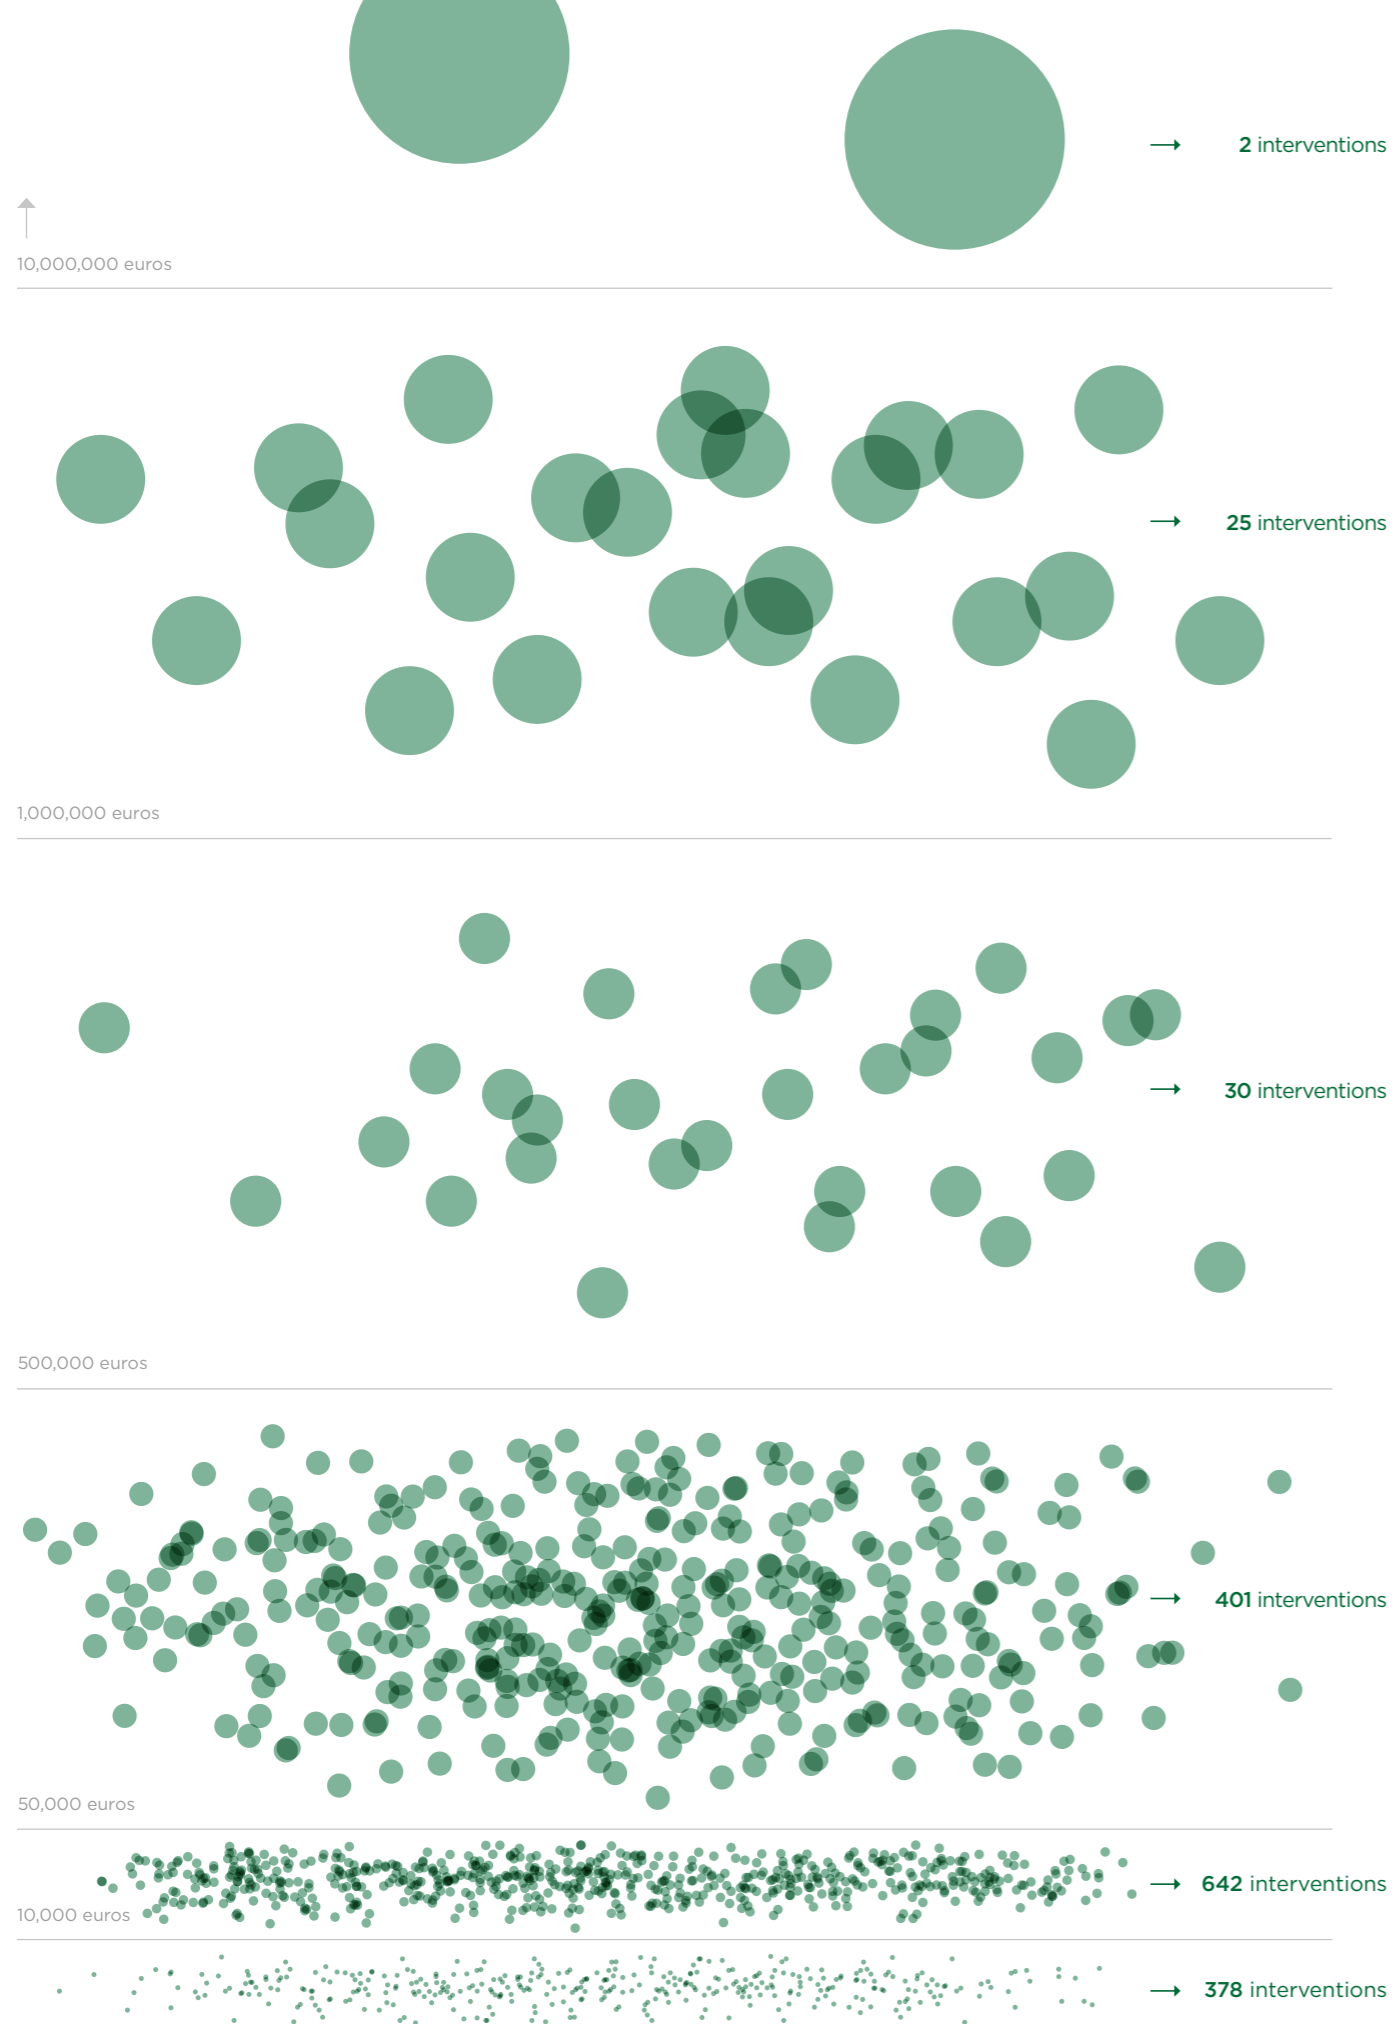 2 interventions
10,000,000 euros
25 interventions
1,000,000 euros
30 interventions
500,000 euros
401 interventions
50,000 euros
642 interventions
10,000 euros
378 interventions